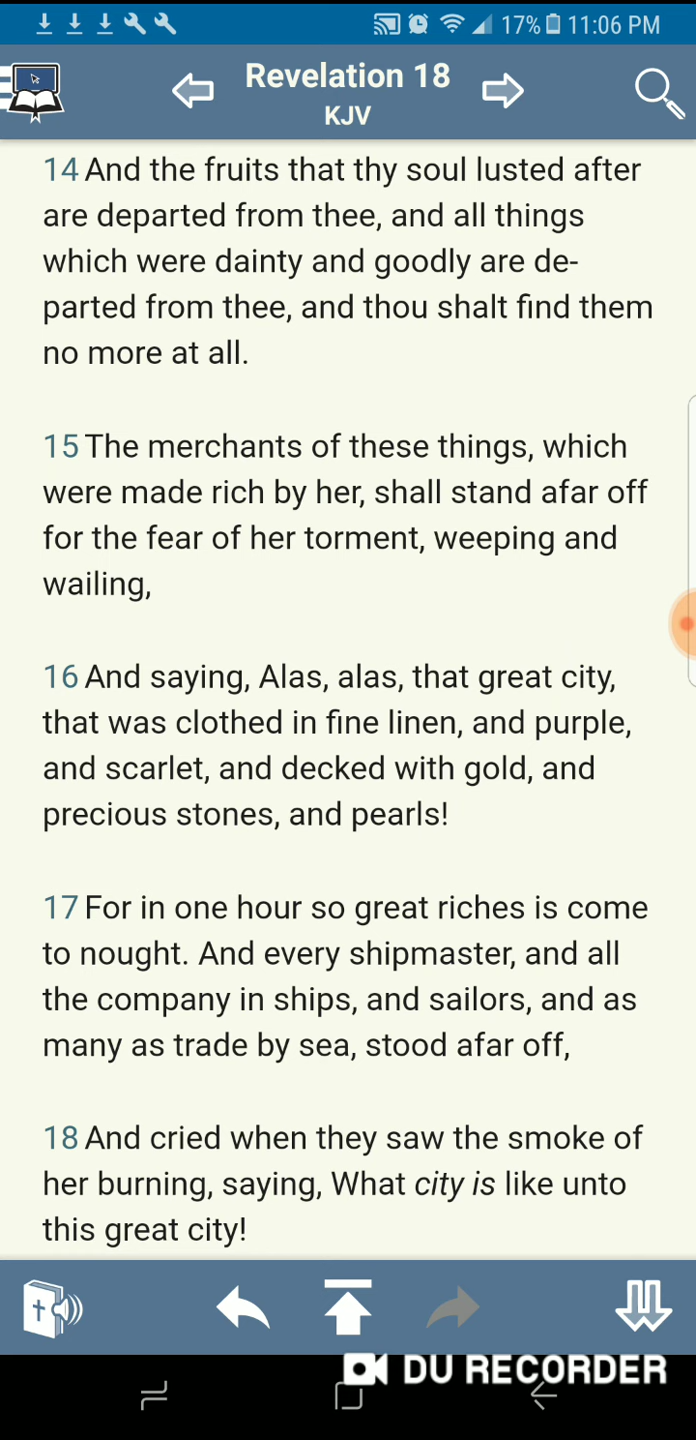 17% 11:06 PM
Revelation 18
KJV
14 And the fruits that thy soul lusted after
are departed from thee, and all things
which were dainty and goodly are de-
parted from thee, and thou shalt find them
no more at all.
15 The merchants of these things, which
were made rich by her, shall stand afar off
for the fear of her torment, weeping and
wailing,
16 And saying, Alas, alas, that great city,
that was clothed in fine linen, and purple,
and scarlet, and decked with gold, and
precious stones, and pearls!
17 For in one hour so great riches is come
to nought. And every shipmaster, and all
the company in ships, and sailors, and as
many as trade by sea, stood afar off,
18 And cried when they saw the smoke of
her burning, saying, What city is like unto
this great city!
DU RECORDER